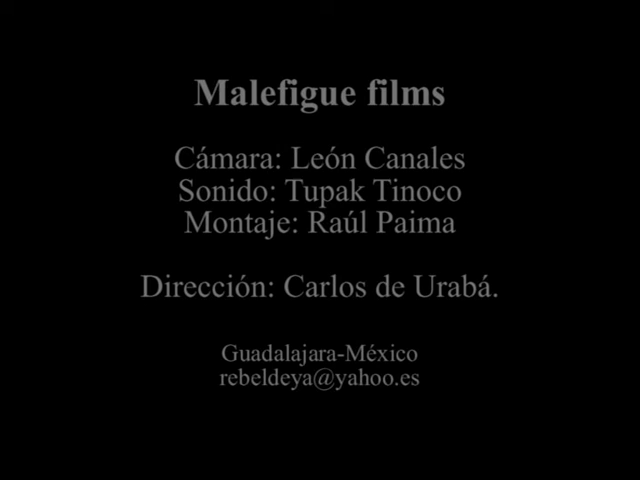 Malefigue films
Cámara: León Canales
Sonido: Tupak Tinoco
Montaje: Raúl Paima
Dirección: Carlos de Urabá.
Guadalajara-México
rebeldeya@yahoo.es